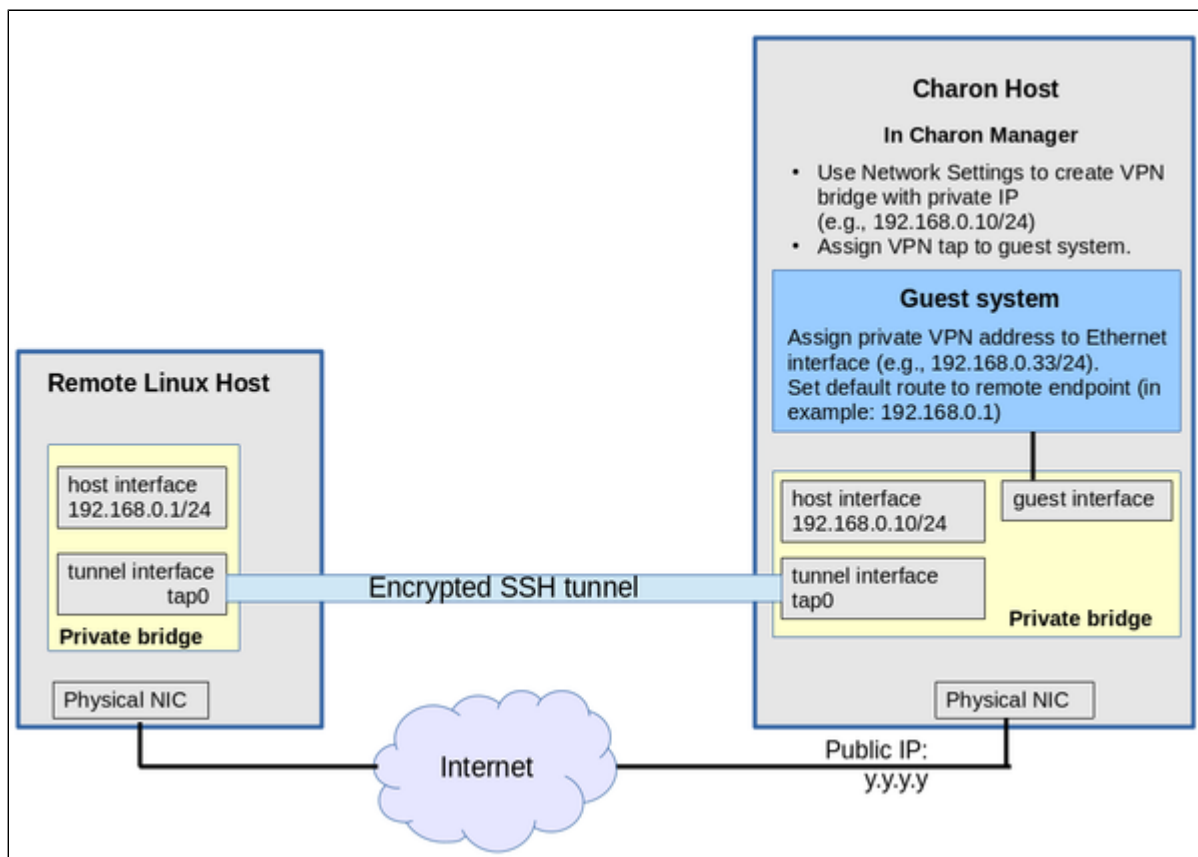 Charon Host
In Charon Manager
• Use Network Settings to create VPN
bridge with private IP
(e.g., 192.168.0.10/24)
• Assign VPN tap to guest system.
Guest system
Assign private VPN address to Ethernet
interface (e.g., 192.168.0.33/24).
Set default route to remote endpoint (in
example: 192.168.0.1)
Remote Linux Host
host interface
192.168.0.1/24
tunnel interface
tap0
Private bridge
Physical NIC
Encrypted SSH tunnel
host interface
192.168.0.10/24
guest interface
tunnel interface
tap0
Private bridge
Physical NIC
Internet
Public IP:
y.y.y.y